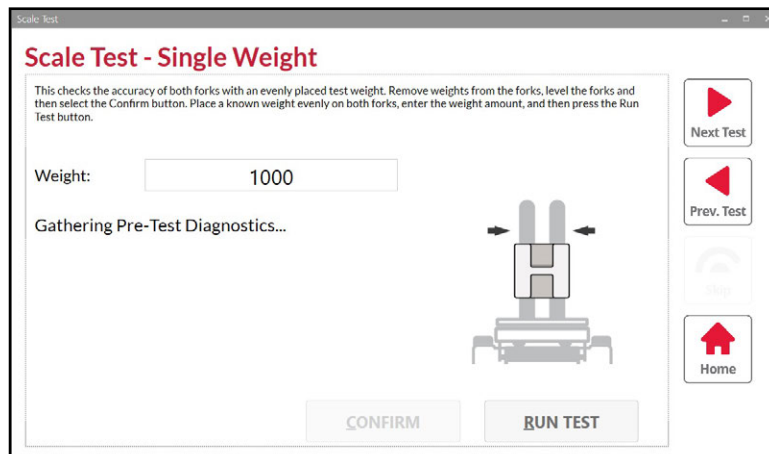 Scale Test
Scale Test - Single Weight
This checks the accuracy of both forks with an evenly placed test weight. Remove weights from the forks, level the forks and
then select the Confirm button. Place a known weight evenly on both forks, enter the weight amount, and then press the Run
Test button.
Weight:
1000
Gathering Pre-Test Diagnostics...
CONFIRM
RUN TEST
Next Test
Prev. Test
Skip
Home